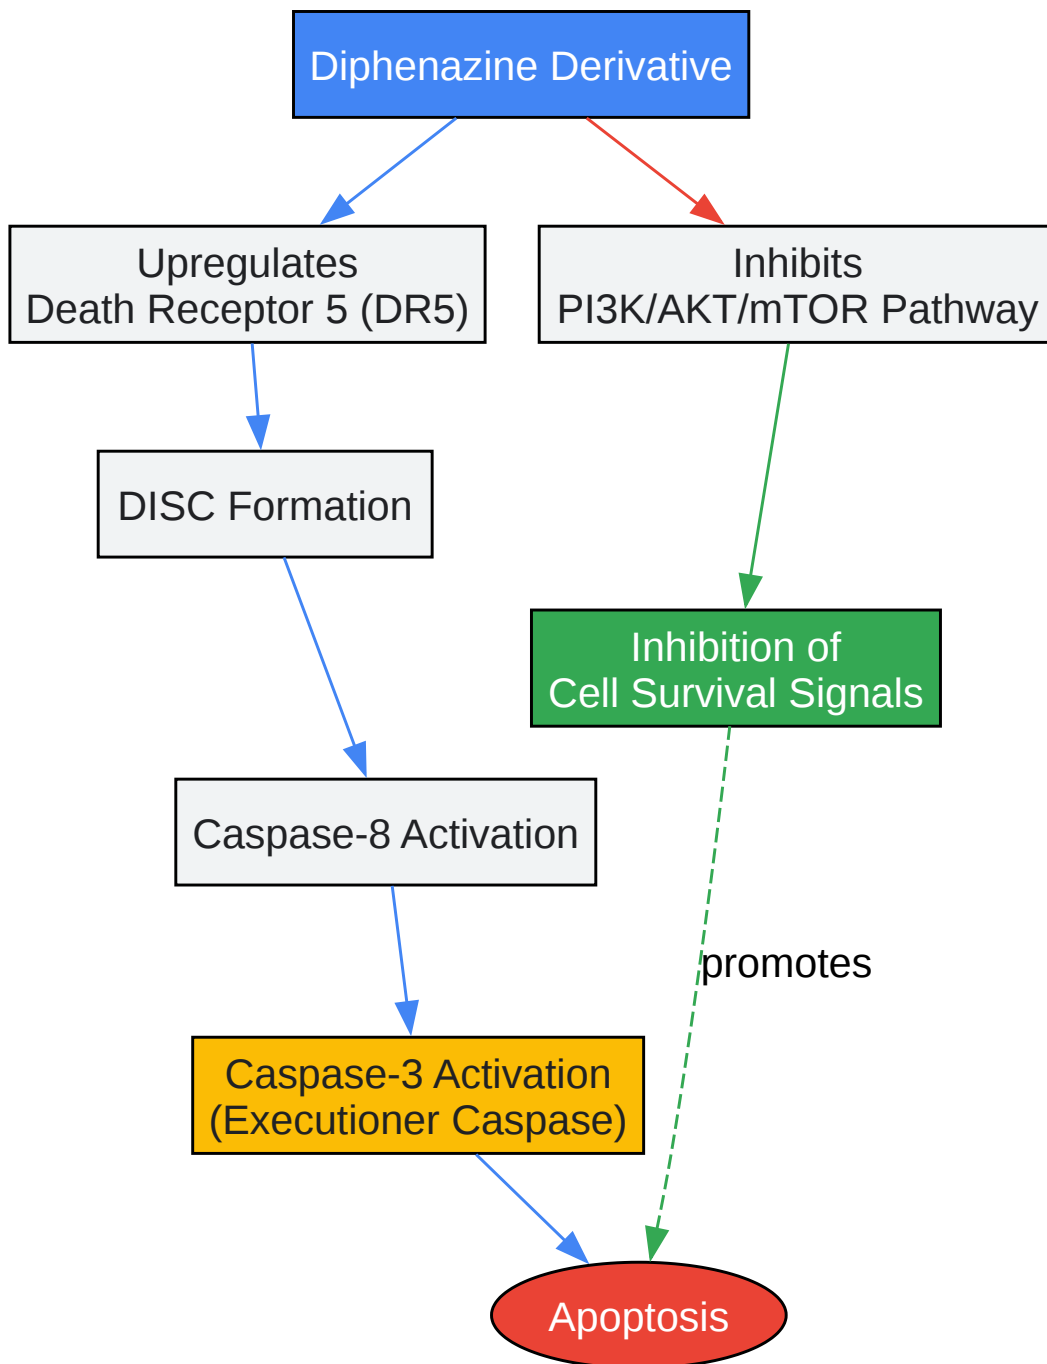 Diphenazine Derivative
Upregulates
Death Receptor 5 (DR5)
Inhibits
PI3K/AKT/mTOR Pathway
DISC Formation
Inhibition of
Cell Survival Signals
Caspase-8 Activation
promotes
Caspase-3 Activation
(Executioner Caspase)
Apoptosis